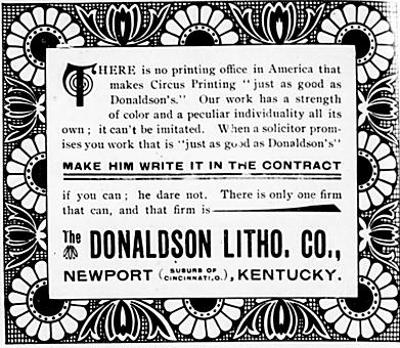 THERE is no printing office in America that
makes Circus Printing "just as good as
Donaldson's." Our work has a strength
of color and a peculiar individuality all its
own; it can't be imitated. When a solicitor prom-
ises you work that is "just as good as Donaldson's"
MAKE HIM WRITE IT IN THE CONTRACT
if you can; he dare not. There is only one firm
that can, and that firm is
The DONALDSON LITHO. CO.,
NEWPORT (SUBURB OF CINCINNATI, O.), KENTUCKY.